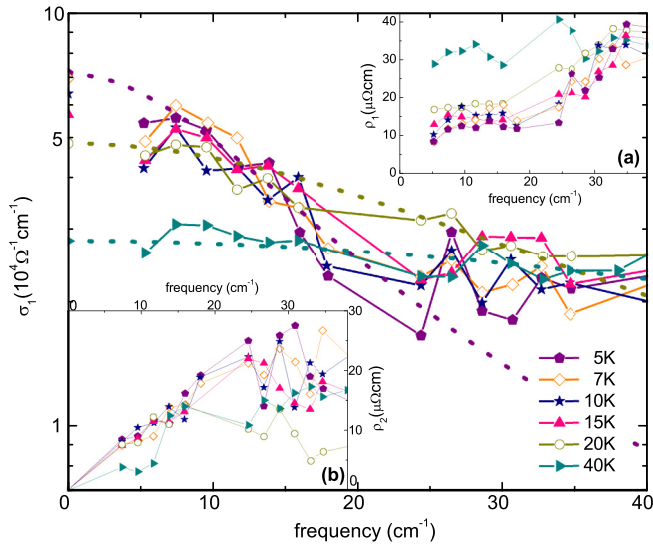 10
5
1
σ₁(10⁴Ω⁻¹cm⁻¹)
0 10 20 30 40
frequency (cm⁻¹)
40
30
20
10
0
ρ₁(μΩcm)
0 10 20 30
frequency (cm⁻¹)
(a)
frequency (cm⁻¹)
0 10 20 30
30
20
10
0
ρ₂(μΩcm)
(b)
5K
7K
10K
15K
20K
40K